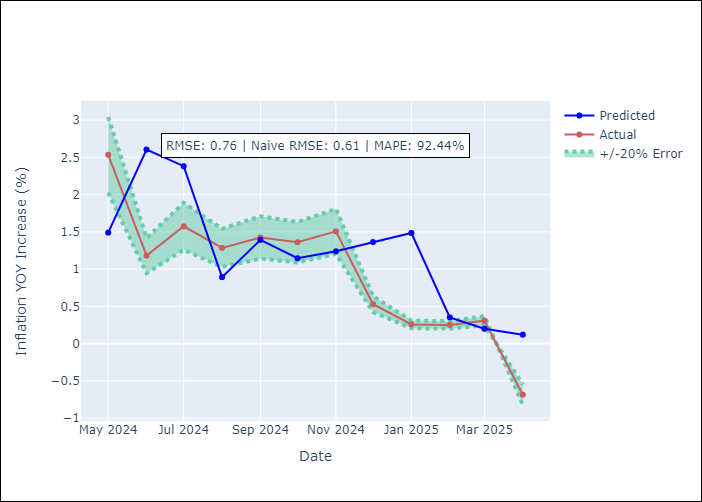 RMSE: 0.76 | Naive RMSE: 0.61 | MAPE: 92.44%
Predicted
Actual
+/-20% Error
Inflation YOY Increase (%)
3
2.5
2
1.5
1
0.5
0
−0.5
−1
May 2024
Jul 2024
Sep 2024
Nov 2024
Jan 2025
Mar 2025
Date